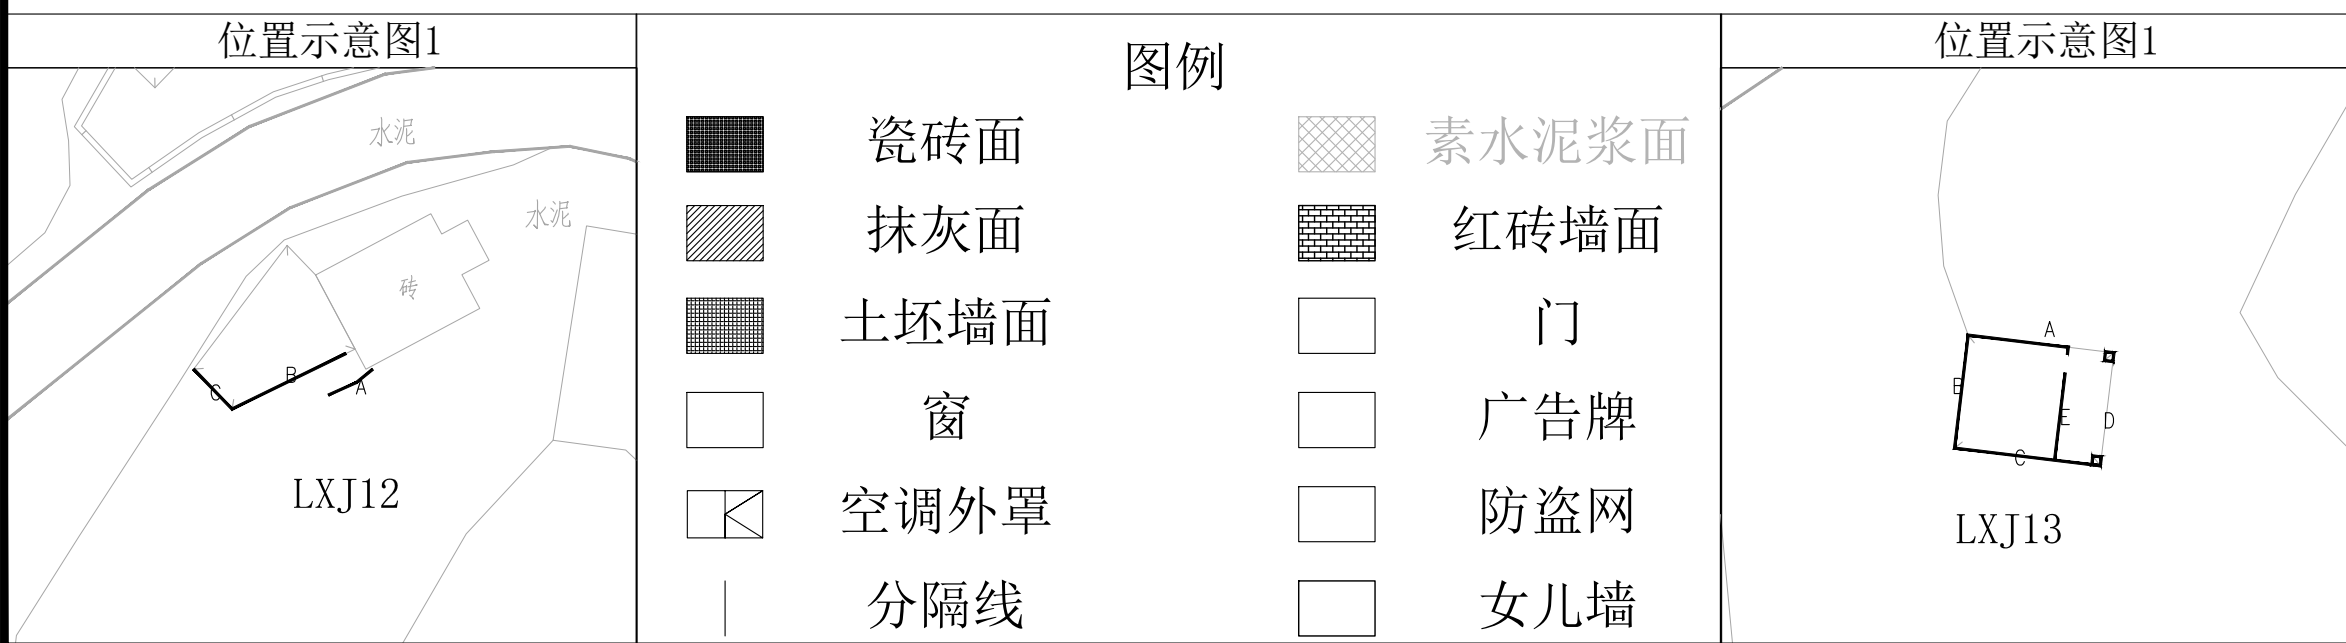 位置示意图1
水泥
水泥
砖
B
A
C
LXJ12
图例
瓷砖面
素水泥浆面
抹灰面
红砖墙面
土坯墙面
门
窗
广告牌
空调外罩
防盗网
分隔线
女儿墙
位置示意图1
A
B
E
D
C
LXJ13